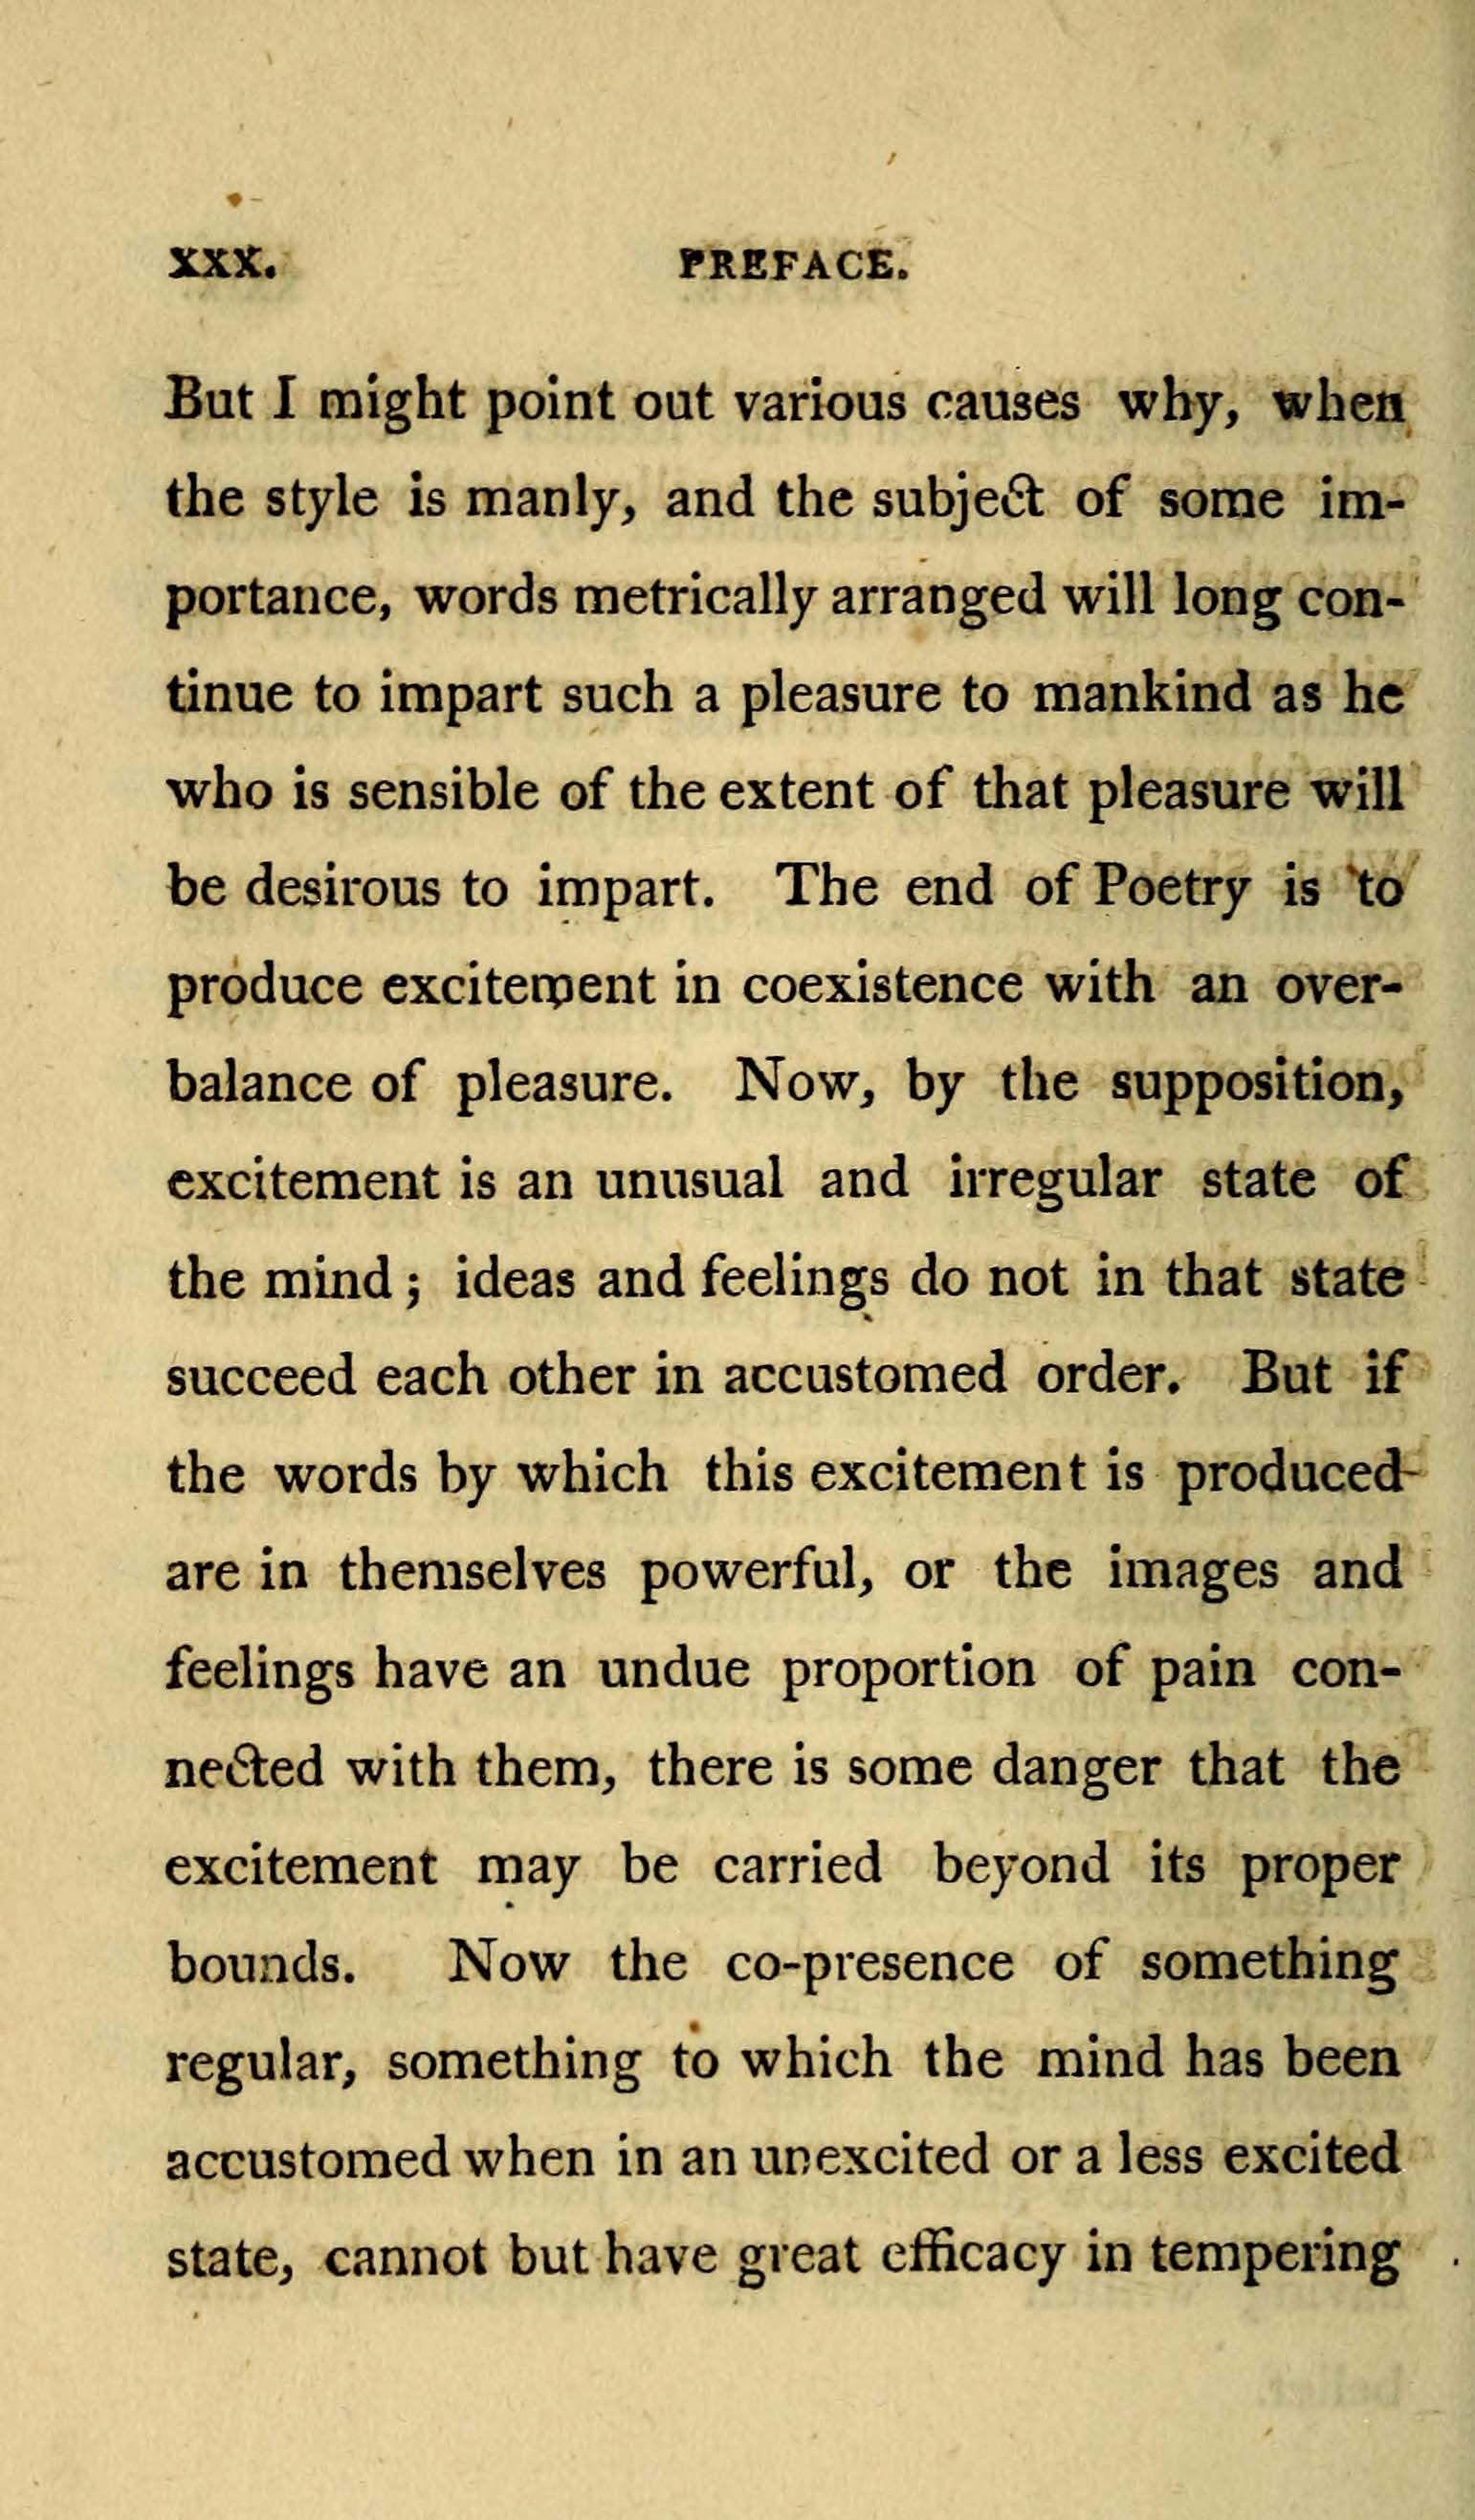 xxx. PREFACE.
But I might point out various causes why, when
the style is manly, and the subject of some im-
portance, words metrically arranged will long con-
tinue to impart such a pleasure to mankind as he
who is sensible of the extent of that pleasure will
be desirous to impart. The end of Poetry is to
produce excitement in coexistence with an over-
balance of pleasure. Now, by the supposition,
excitement is an unusual and irregular state of
the mind; ideas and feelings do not in that state
succeed each other in accustomed order. But if
the words by which this excitement is produced
are in themselves powerful, or the images and
feelings have an undue proportion of pain con-
nected with them, there is some danger that the
excitement may be carried beyond its proper
bounds. Now the co-presence of something
regular, something to which the mind has been
accustomed when in an unexcited or a less excited
state, cannot but have great efficacy in tempering